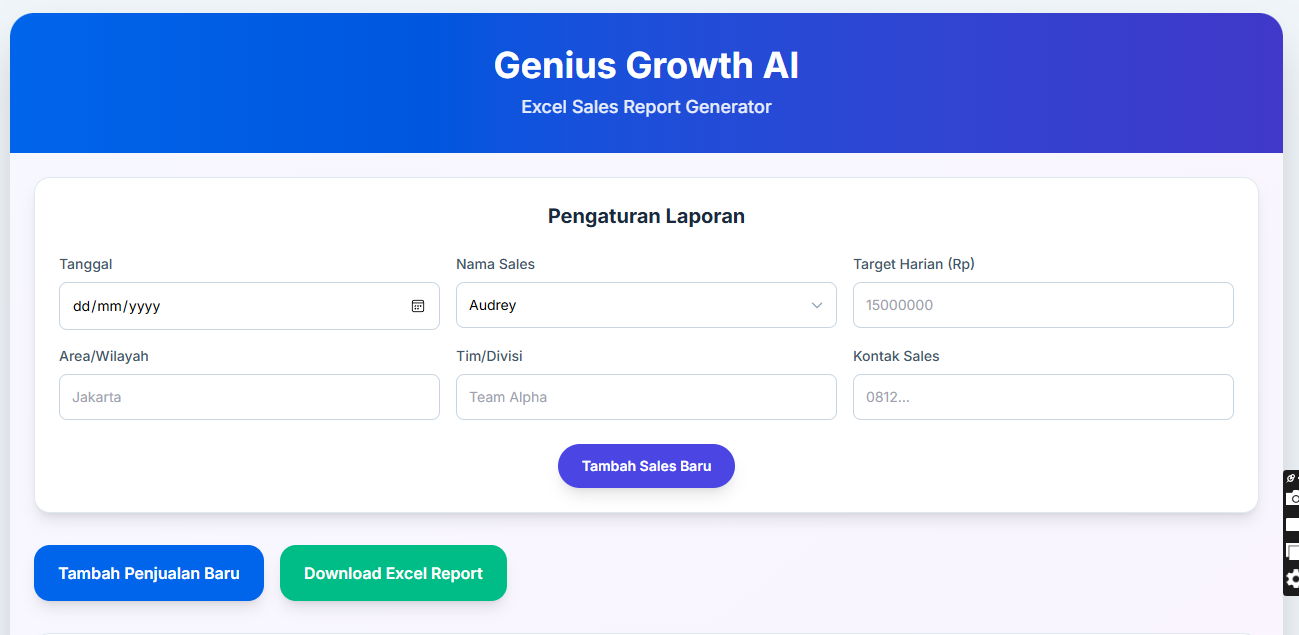 Genius Growth AI
Excel Sales Report Generator
Pengaturan Laporan
Tanggal
Nama Sales
Target Harian (Rp)
dd/mm/yyyy
Audrey
15000000
Area/Wilayah
Tim/Divisi
Kontak Sales
Jakarta
Team Alpha
0812...
Tambah Sales Baru
Tambah Penjualan Baru
Download Excel Report